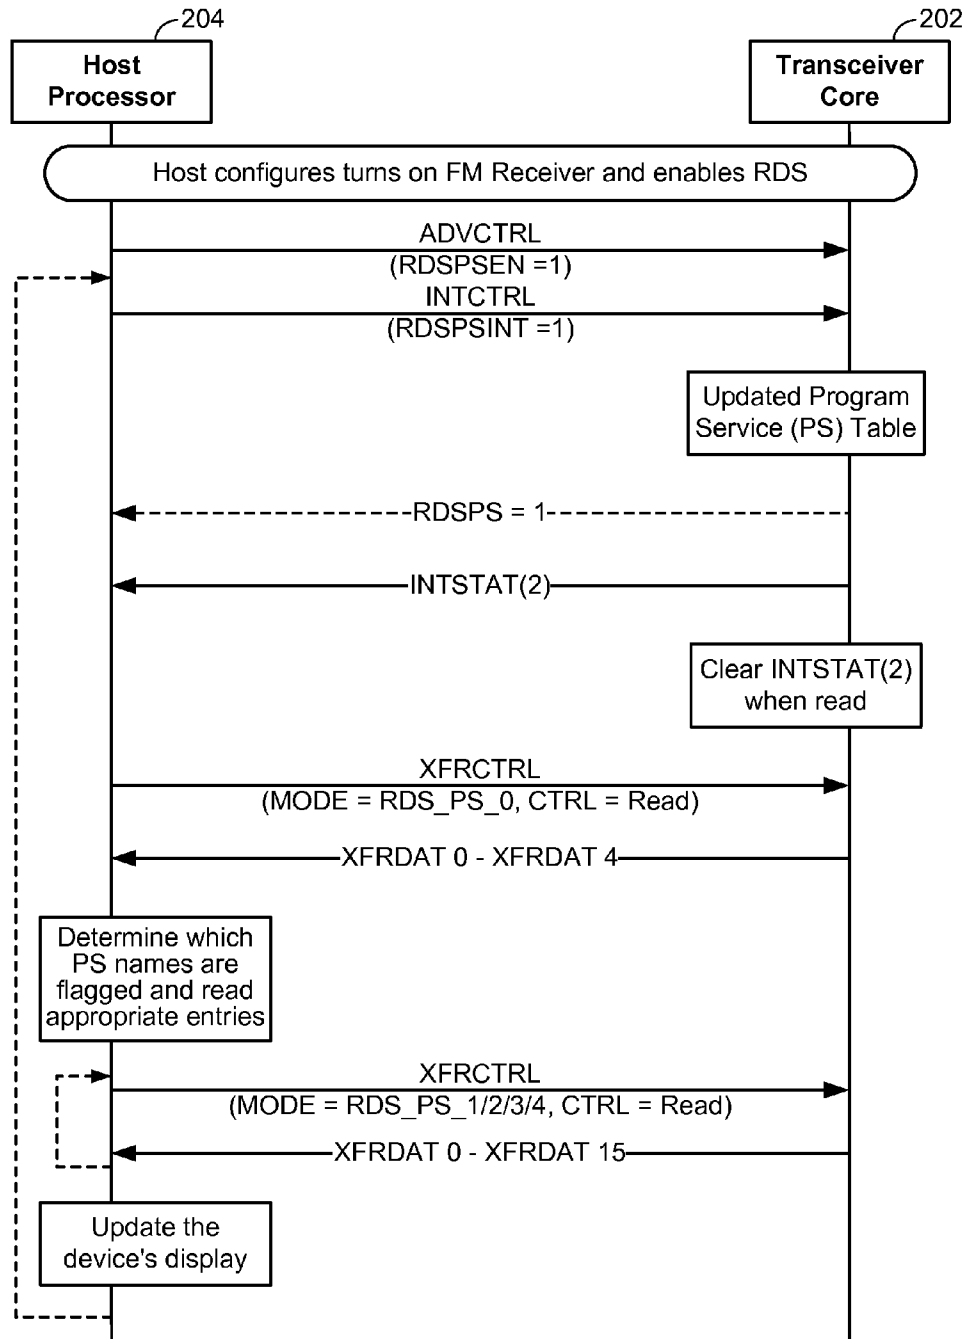 204
202
Host
Processor
Transceiver
Core
Host configures turns on FM Receiver and enables RDS
ADVCTRL
(RDSPSEN =1)
INTCTRL
(RDSPSINT =1)
Updated Program
Service (PS) Table
RDSPS = 1
INTSTAT(2)
Clear INTSTAT(2)
when read
XFRCTRL
(MODE = RDS_PS_0, CTRL = Read)
XFRDAT 0 - XFRDAT 4
Determine which
PS names are
flagged and read
appropriate entries
XFRCTRL
(MODE = RDS_PS_1/2/3/4, CTRL = Read)
XFRDAT 0 - XFRDAT 15
Update the
device's display